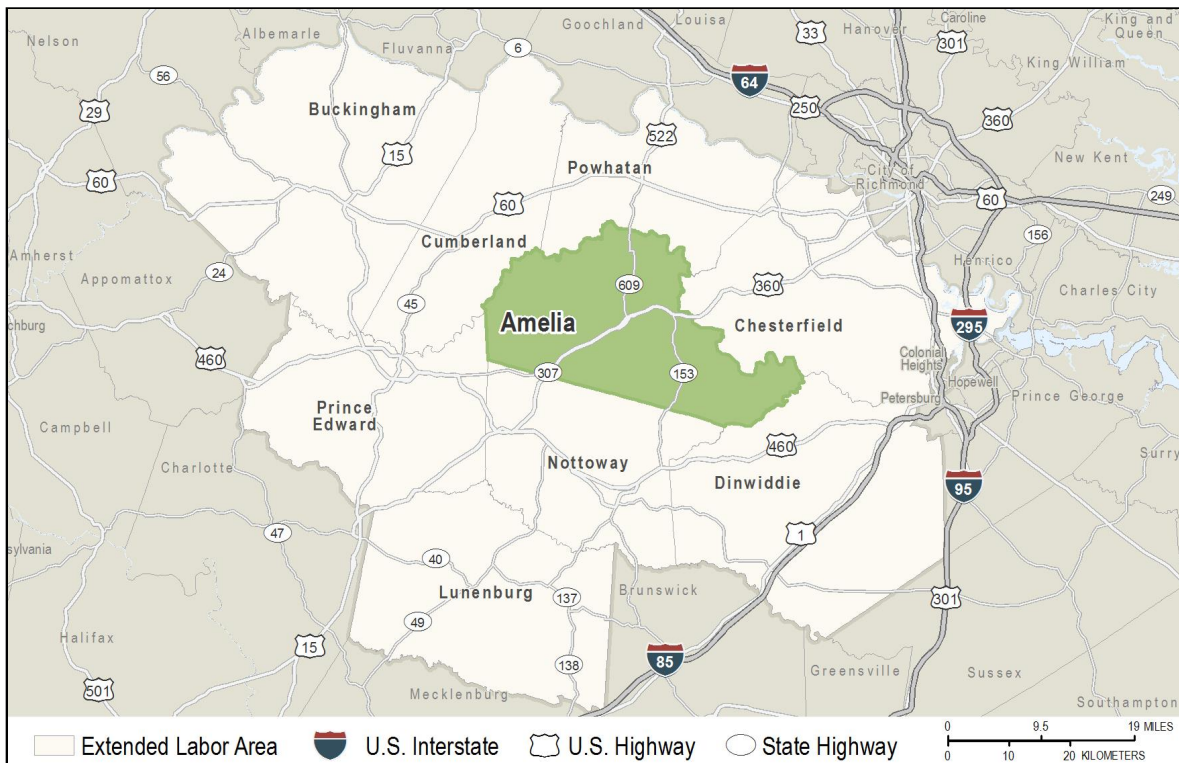 Nelson
Albemarle
Fluvanna
6
Goochland
Louisa
33
Hanover
Caroline
301
King and
Queen
56
29
64
King William
Buckingham
250
360
15
522
Powhatan
New Kent
60
City of
Richmond
60
60
249
Cumberland
156
Amherst
Appomattox
24
Henrico
45
609
360
Charles City
Amelia
Chesterfield
295
chburg
460
307
153
Colonial
Heights
Hopewell
Petersburg
Prince George
Prince
Edward
Campbell
460
Surry
Charlotte
Nottoway
Dinwiddie
95
47
1
sylvania
40
Lunenburg
137
Brunswick
301
49
Halifax
15
138
85
Greensville
Sussex
501
Mecklenburg
Southampton
Extended Labor Area
U.S. Interstate
U.S. Highway
State Highway
0 9.5 19 MILES
0 10 20 KILOMETERS